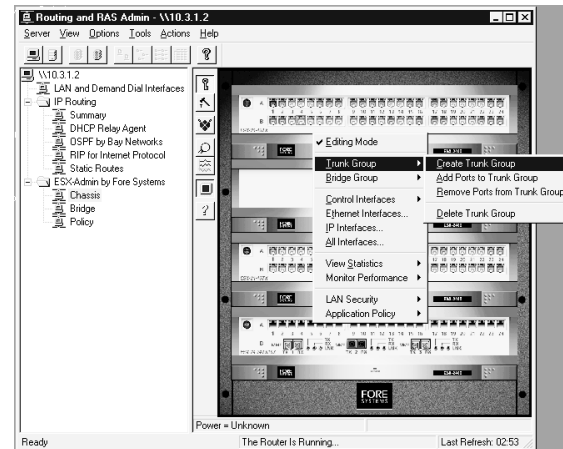 Routing and RAS Admin - \\10.3.1.2
Server View Options Tools Actions Help
\\10.3.1.2
LAN and Demand Dial Interfaces
IP Routing
Summary
DHCP Relay Agent
OSPF by Bay Networks
RIP for Internet Protocol
Static Routes
ESX-Admin by Fore Systems
Chassis
Bridge
Policy
Editing Mode
Trunk Group
Bridge Group
Control Interfaces
Ethernet Interfaces...
IP Interfaces...
All Interfaces...
View Statistics
Monitor Performance
LAN Security
Application Policy
Create Trunk Group
Add Ports to Trunk Group
Remove Ports from Trunk Group
Delete Trunk Group
A
B
FORE
A
B
FORE
A
B
FORE
FORE
SYSTEMS
Power = Unknown
Ready
The Router Is Running...
Last Refresh: 02:53